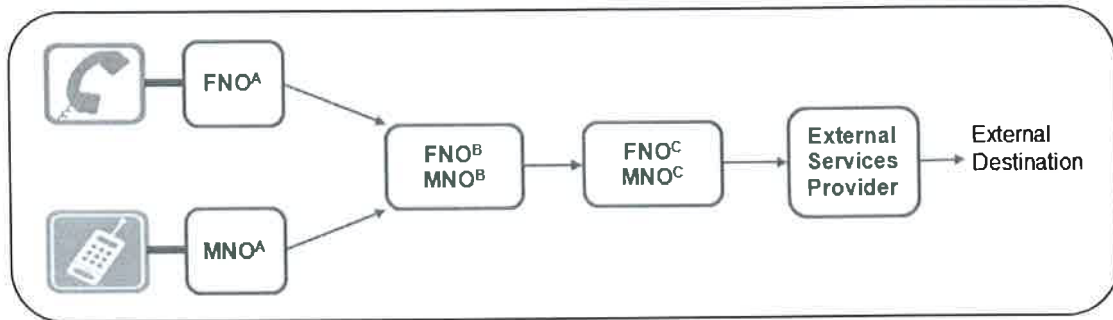 FNOᴬ
FNOᴮ
MNOᴮ
FNOᶜ
MNOᶜ
External
Services
Provider
External
Destination
MNOᴬ